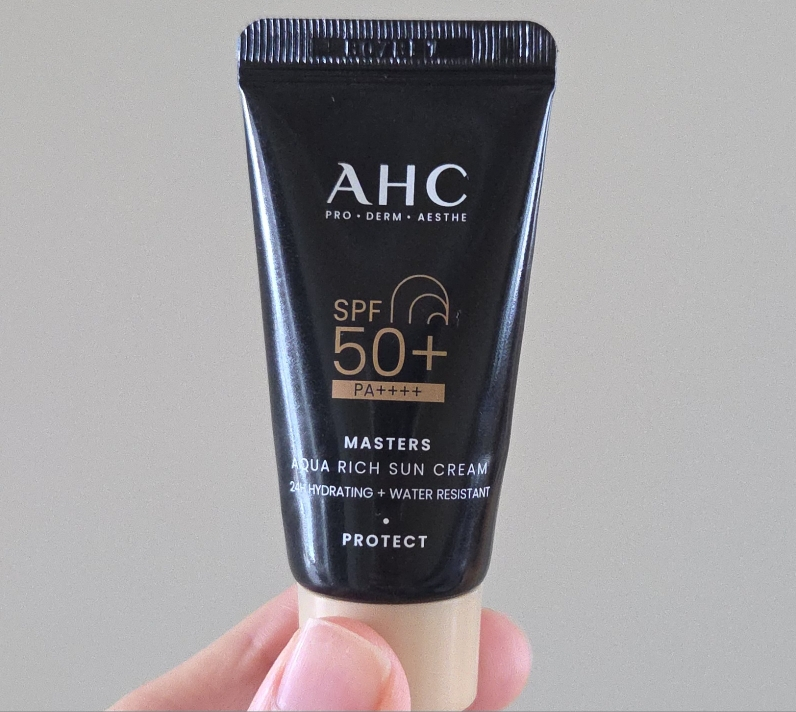 AHC
PRO • DERM • AESTHE
SPF
50+
PA++++
MASTERS
AQUA RICH SUN CREAM
24H HYDRATING + WATER RESISTANT
PROTECT